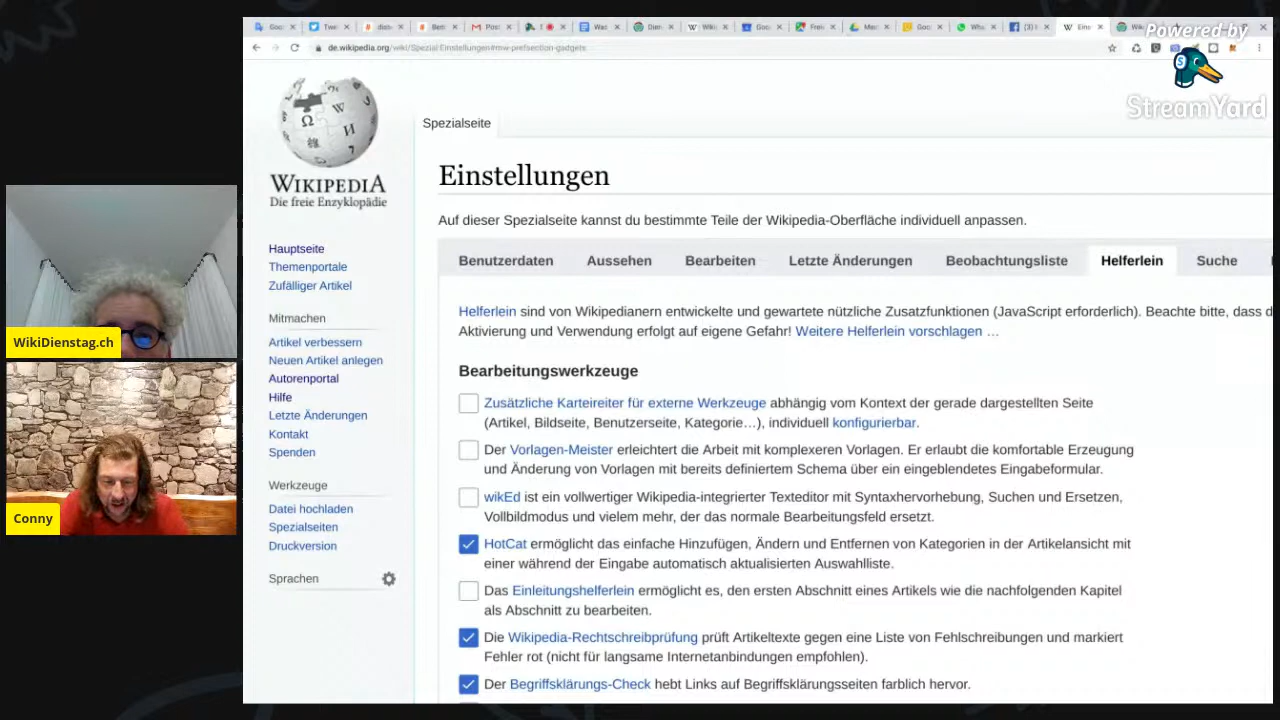 Powered by
StreamYard
de.wikipedia.org/wiki/Spezial:Einstellungen#mw-prefsection-gadgets
WIKIPEDIA
Die freie Enzyklopädie
Hauptseite
Themenportale
Zufälliger Artikel
Mitmachen
Artikel verbessern
Neuen Artikel anlegen
Autorenportal
Hilfe
Letzte Änderungen
Kontakt
Spenden
Werkzeuge
Datei hochladen
Spezialseiten
Druckversion
Sprachen
Spezialseite
Einstellungen
Auf dieser Spezialseite kannst du bestimmte Teile der Wikipedia-Oberfläche individuell anpassen.
Benutzerdaten Aussehen Bearbeiten Letzte Änderungen Beobachtungsliste Helferlein Suche
Helferlein sind von Wikipedianern entwickelte und gewartete nützliche Zusatzfunktionen (JavaScript erforderlich). Beachte bitte, dass d
Aktivierung und Verwendung erfolgt auf eigene Gefahr! Weitere Helferlein vorschlagen …
Bearbeitungswerkzeuge
Zusätzliche Karteireiter für externe Werkzeuge abhängig vom Kontext der gerade dargestellten Seite
(Artikel, Bildseite, Benutzerseite, Kategorie…), individuell konfigurierbar.
Der Vorlagen-Meister erleichtert die Arbeit mit komplexeren Vorlagen. Er erlaubt die komfortable Erzeugung
und Änderung von Vorlagen mit bereits definiertem Schema über ein eingeblendetes Eingabeformular.
wikEd ist ein vollwertiger Wikipedia-integrierter Texteditor mit Syntaxhervorhebung, Suchen und Ersetzen,
Vollbildmodus und vielem mehr, der das normale Bearbeitungsfeld ersetzt.
HotCat ermöglicht das einfache Hinzufügen, Ändern und Entfernen von Kategorien in der Artikelansicht mit
einer während der Eingabe automatisch aktualisierten Auswahlliste.
Das Einleitungshelferlein ermöglicht es, den ersten Abschnitt eines Artikels wie die nachfolgenden Kapitel
als Abschnitt zu bearbeiten.
Die Wikipedia-Rechtschreibprüfung prüft Artikeltexte gegen eine Liste von Fehlschreibungen und markiert
Fehler rot (nicht für langsame Internetanbindungen empfohlen).
Der Begriffsklärungs-Check hebt Links auf Begriffsklärungsseiten farblich hervor.
WikiDienstag.ch
Conny